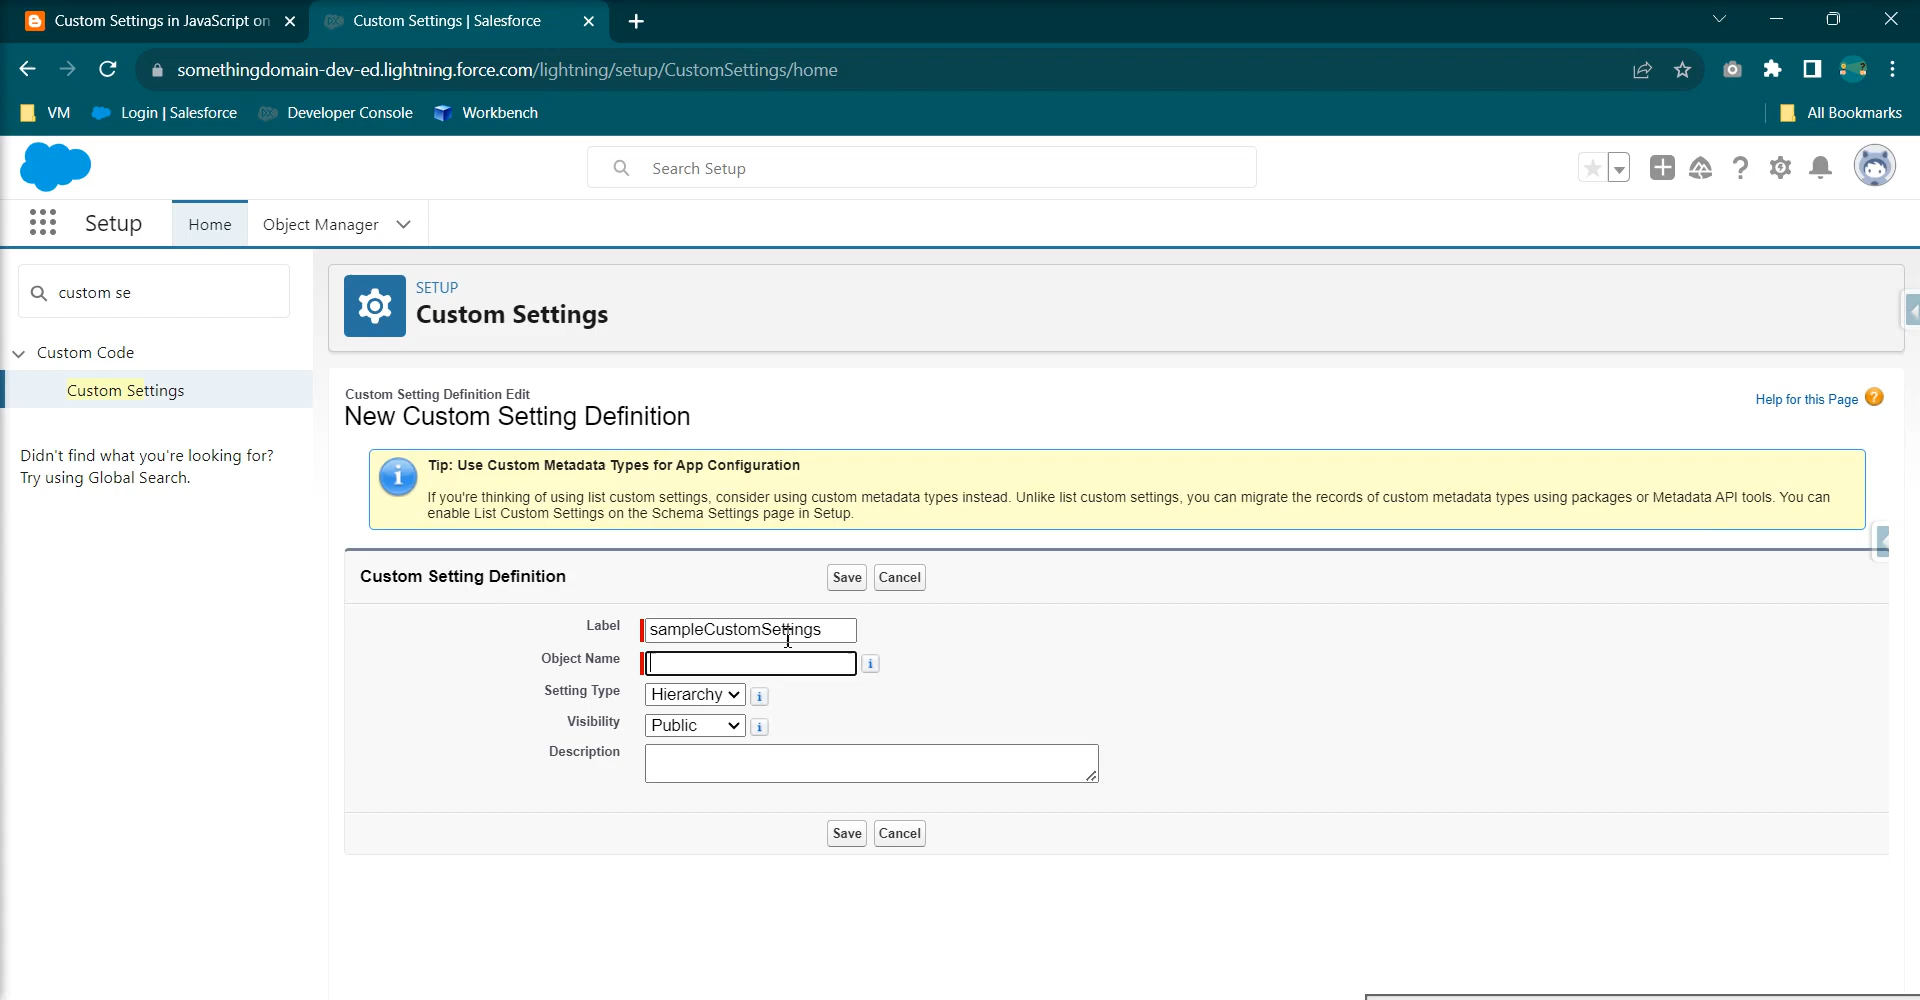 Custom Settings in JavaScript on
Custom Settings | Salesforce
somethingdomain-dev-ed.lightning.force.com/lightning/setup/CustomSettings/home
VM
Login | Salesforce
Developer Console
Workbench
All Bookmarks
Search Setup
Setup
Home
Object Manager
custom se
SETUP
Custom Settings
Custom Code
Custom Settings
Didn't find what you're looking for?
Try using Global Search.
Custom Setting Definition Edit
New Custom Setting Definition
Help for this Page
Tip: Use Custom Metadata Types for App Configuration
If you're thinking of using list custom settings, consider using custom metadata types instead. Unlike list custom settings, you can migrate the records of custom metadata types using packages or Metadata API tools. You can
enable List Custom Settings on the Schema Settings page in Setup.
Custom Setting Definition
Save
Cancel
Label
sampleCustomSettings
Object Name
Setting Type
Hierarchy
Visibility
Public
Description
Save
Cancel